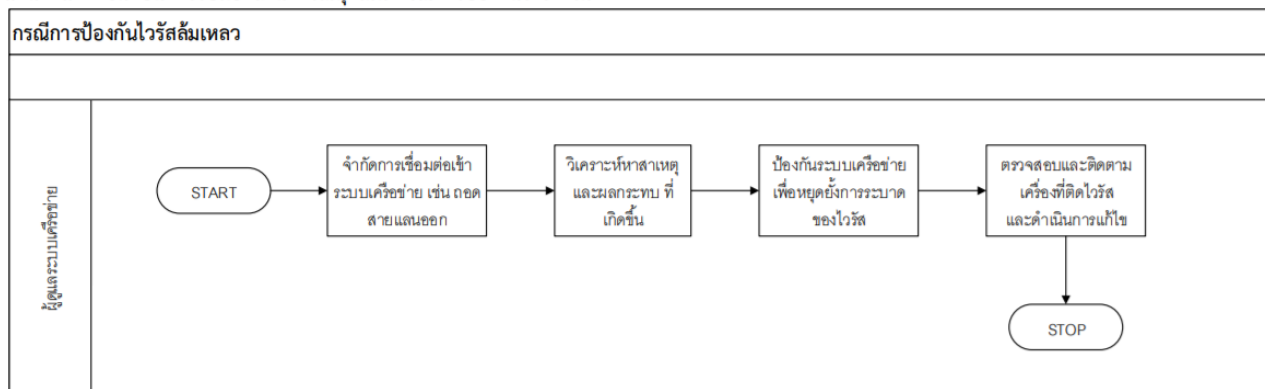 กรณีการป้องกันไวรัสล้มเหลว
ผู้ดูแลระบบเครือข่าย
START
จำกัดการเชื่อมต่อเข้า
ระบบเครือข่าย เช่น ถอด
สายแลนออก
วิเคราะห์หาสาเหตุ
และผลกระทบ ที่
เกิดขึ้น
ป้องกันระบบเครือข่าย
เพื่อหยุดยั้งการระบาด
ของไวรัส
ตรวจสอบและติดตาม
เครื่องที่ติดไวรัส
และดำเนินการแก้ไข
STOP